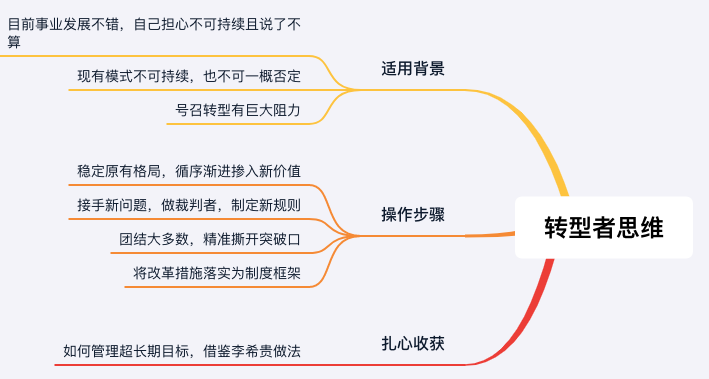 目前事业发展不错，自己担心不可持续且说了不
算
现有模式不可持续，也不可一概否定
号召转型有巨大阻力
适用背景
稳定原有格局，循序渐进掺入新价值
接手新问题，做裁判者，制定新规则
团结大多数，精准撕开突破口
将改革措施落实为制度框架
操作步骤
如何管理超长期目标，借鉴李希贵做法
扎心收获
转型者思维